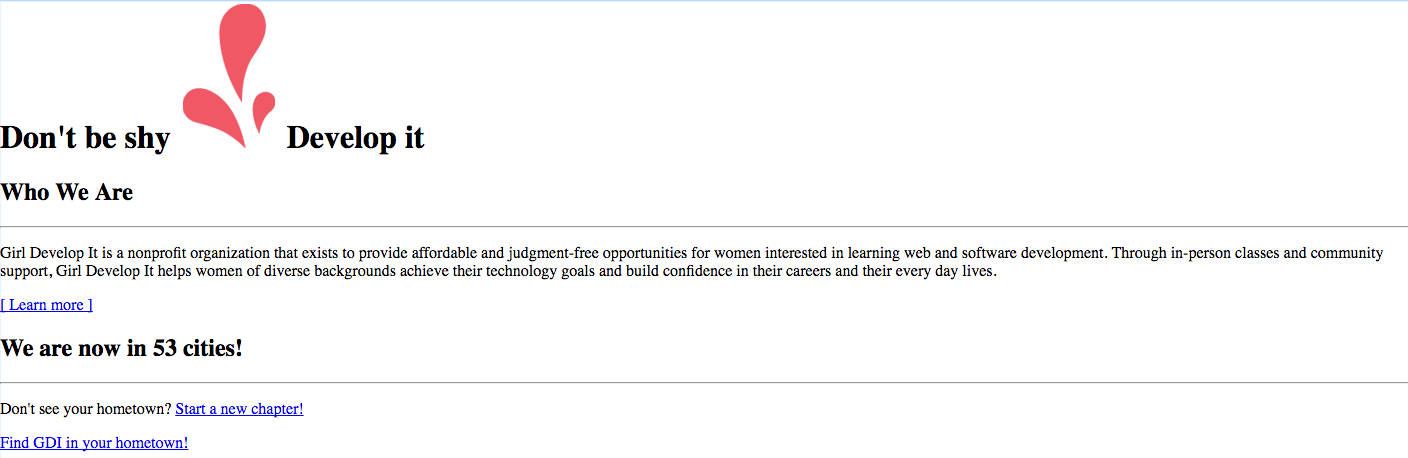 Don't be shy Develop it
Who We Are
Girl Develop It is a nonprofit organization that exists to provide affordable and judgment-free opportunities for women interested in learning web and software development. Through in-person classes and community
support, Girl Develop It helps women of diverse backgrounds achieve their technology goals and build confidence in their careers and their every day lives.
[ Learn more ]
We are now in 53 cities!
Don't see your hometown? Start a new chapter!
Find GDI in your hometown!